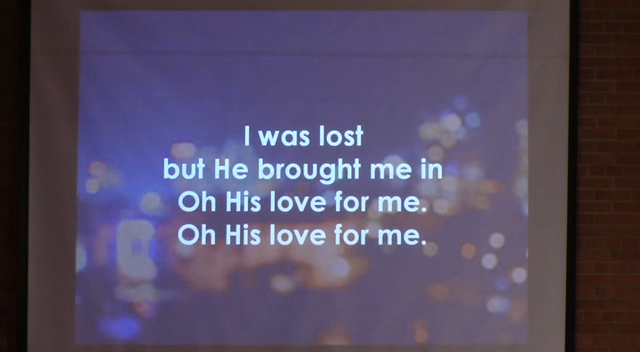 I was lost
but He brought me in
Oh His love for me.
Oh His love for me.